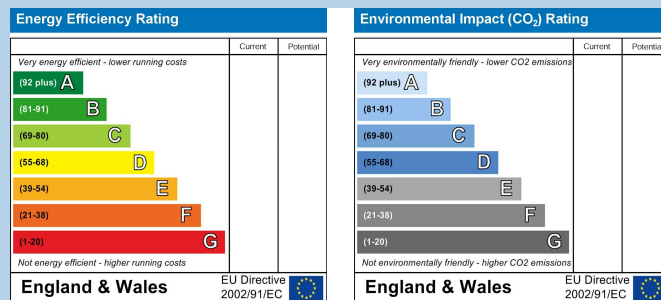 Energy Efficiency Rating
Current Potential
Very energy efficient - lower running costs
(92 plus) A
(81-91) B
(69-80) C
(55-68) D
(39-54) E
(21-38) F
(1-20) G
Not energy efficient - higher running costs
England & Wales
EU Directive
2002/91/EC
Environmental Impact (CO₂) Rating
Current Potential
Very environmentally friendly - lower CO2 emissions
(92 plus) A
(81-91) B
(69-80) C
(55-68) D
(39-54) E
(21-38) F
(1-20) G
Not environmentally friendly - higher CO2 emissions
England & Wales
EU Directive
2002/91/EC